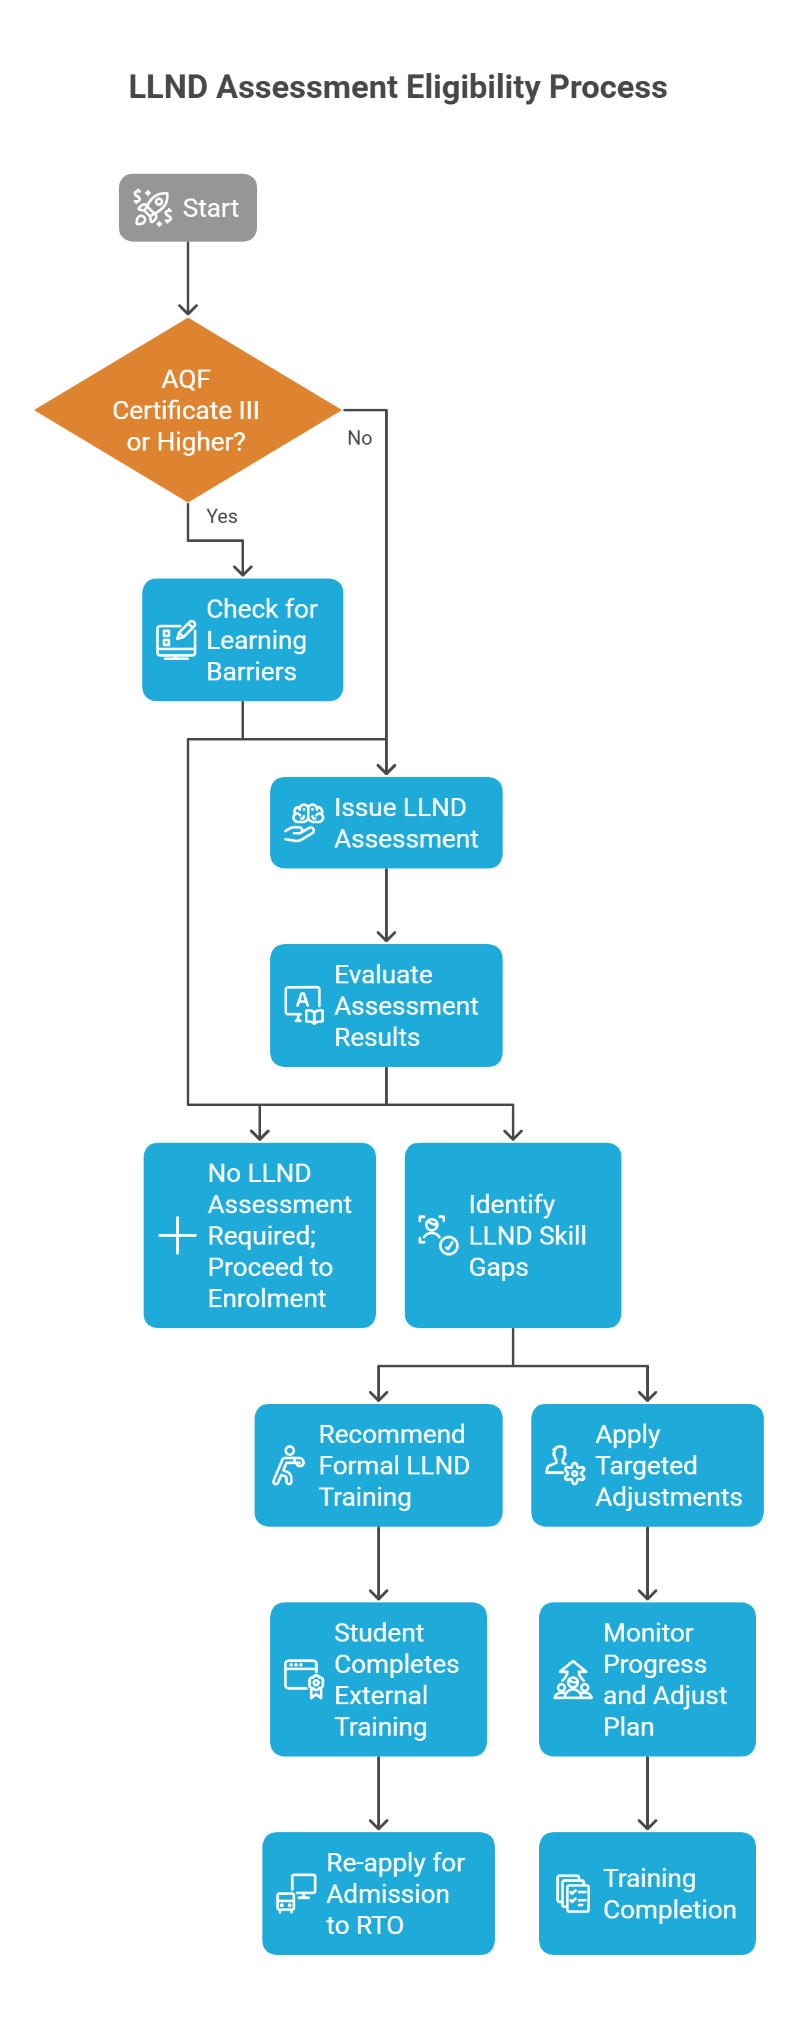 LLND Assessment Eligibility Process
Start
AQF
Certificate III
or Higher?
No
Yes
Check for
Learning
Barriers
Issue LLND
Assessment
Evaluate
Assessment
Results
No LLND
Assessment
Required;
Proceed to
Enrolment
Identify
LLND Skill
Gaps
Recommend
Formal LLND
Training
Apply
Targeted
Adjustments
Student
Completes
External
Training
Monitor
Progress
and Adjust
Plan
Re-apply for
Admission
to RTO
Training
Completion